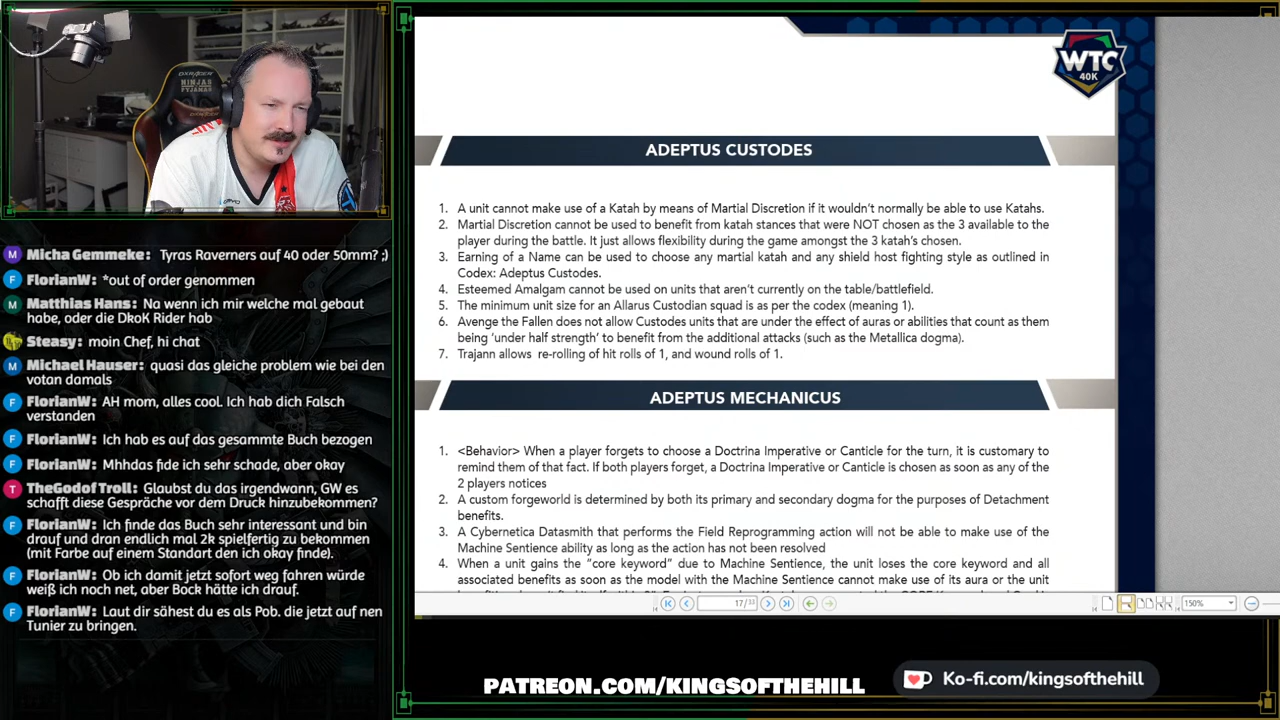 DXRACER
NINJAS
PYJAMAS
M Micha Gemmeke: Tyras Raverners auf 40 oder 50mm? ;)
F FlorianW: *out of order genommen
M Matthias Hans: Na wenn ich mir welche mal gebaut
habe, oder die DkoK Rider hab
Steasy: moin Chef, hi chat
M Michael Hauser: quasi das gleiche problem wie bei den
votan damals
F FlorianW: AH mom, alles cool. Ich hab dich Falsch
verstanden
F FlorianW: Ich hab es auf das gesammte Buch bezogen
F FlorianW: Mhhdas fide ich sehr schade, aber okay
T TheGodof Troll: Glaubst du das irgendwann, GW es
schafft diese Gespräche vor dem Druck hinzubekommen?
F FlorianW: Ich finde das Buch sehr interessant und bin
drauf und dran endlich mal 2k spielfertig zu bekommen
(mit Farbe auf einem Standart den ich okay finde).
F FlorianW: Ob ich damit jetzt sofort weg fahren würde
weiß ich noch net, aber Bock hätte ich drauf.
F FlorianW: Laut dir sähest du es als Pob. die jetzt auf nen
Tunier zu bringen.
WTC
40K
ADEPTUS CUSTODES
1. A unit cannot make use of a Katah by means of Martial Discretion if it wouldn't normally be able to use Katahs.
2. Martial Discretion cannot be used to benefit from katah stances that were NOT chosen as the 3 available to the
player during the battle. It just allows flexibility during the game amongst the 3 katah's chosen.
3. Earning of a Name can be used to choose any martial katah and any shield host fighting style as outlined in
Codex: Adeptus Custodes.
4. Esteemed Amalgam cannot be used on units that aren't currently on the table/battlefield.
5. The minimum unit size for an Allarus Custodian squad is as per the codex (meaning 1).
6. Avenge the Fallen does not allow Custodes units that are under the effect of auras or abilities that count as them
being 'under half strength' to benefit from the additional attacks (such as the Metallica dogma).
7. Trajann allows re-rolling of hit rolls of 1, and wound rolls of 1.
ADEPTUS MECHANICUS
1. <Behavior> When a player forgets to choose a Doctrina Imperative or Canticle for the turn, it is customary to
remind them of that fact. If both players forget, a Doctrina Imperative or Canticle is chosen as soon as any of the
2 players notices
2. A custom forgeworld is determined by both its primary and secondary dogma for the purposes of Detachment
benefits.
3. A Cybernetica Datasmith that performs the Field Reprogramming action will not be able to make use of the
Machine Sentience ability as long as the action has not been resolved
4. When a unit gains the "core keyword" due to Machine Sentience, the unit loses the core keyword and all
associated benefits as soon as the model with the Machine Sentience cannot make use of its aura or the unit
17/33
150%
PATREON.COM/KINGSOFTHEHILL
Ko-fi.com/kingsofthehill